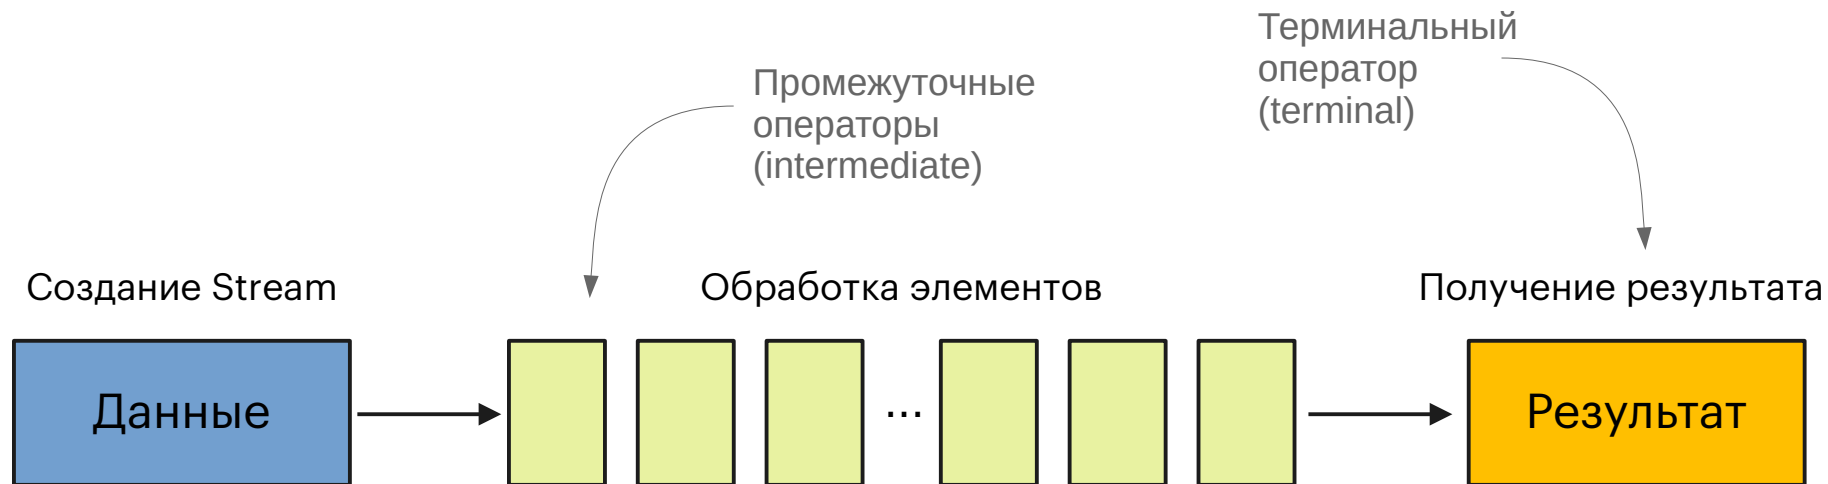 Терминальный
оператор
(terminal)
Промежуточные
операторы
(intermediate)
Создание Stream
Обработка элементов
Получение результата
Данные
...
Результат